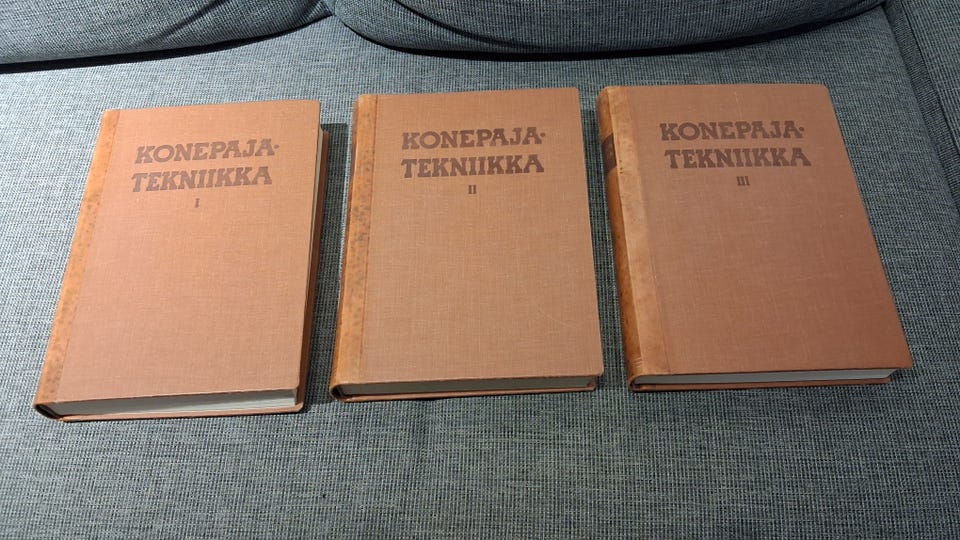 KONEPAJA-
TEKNIIKKA
I
KONEPAJA-
TEKNIIKKA
II
KONEPAJA-
TEKNIIKKA
III